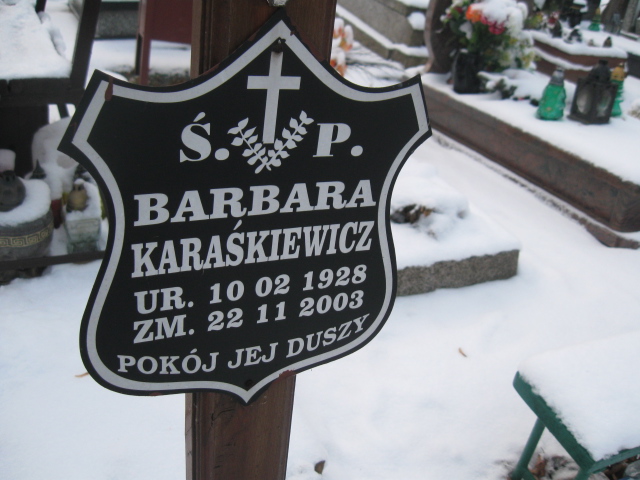 Ś. P.
BARBARA
KARAŚKIEWICZ
UR. 10 02 1928
ZM. 22 11 2003
POKÓJ JEJ DUSZY